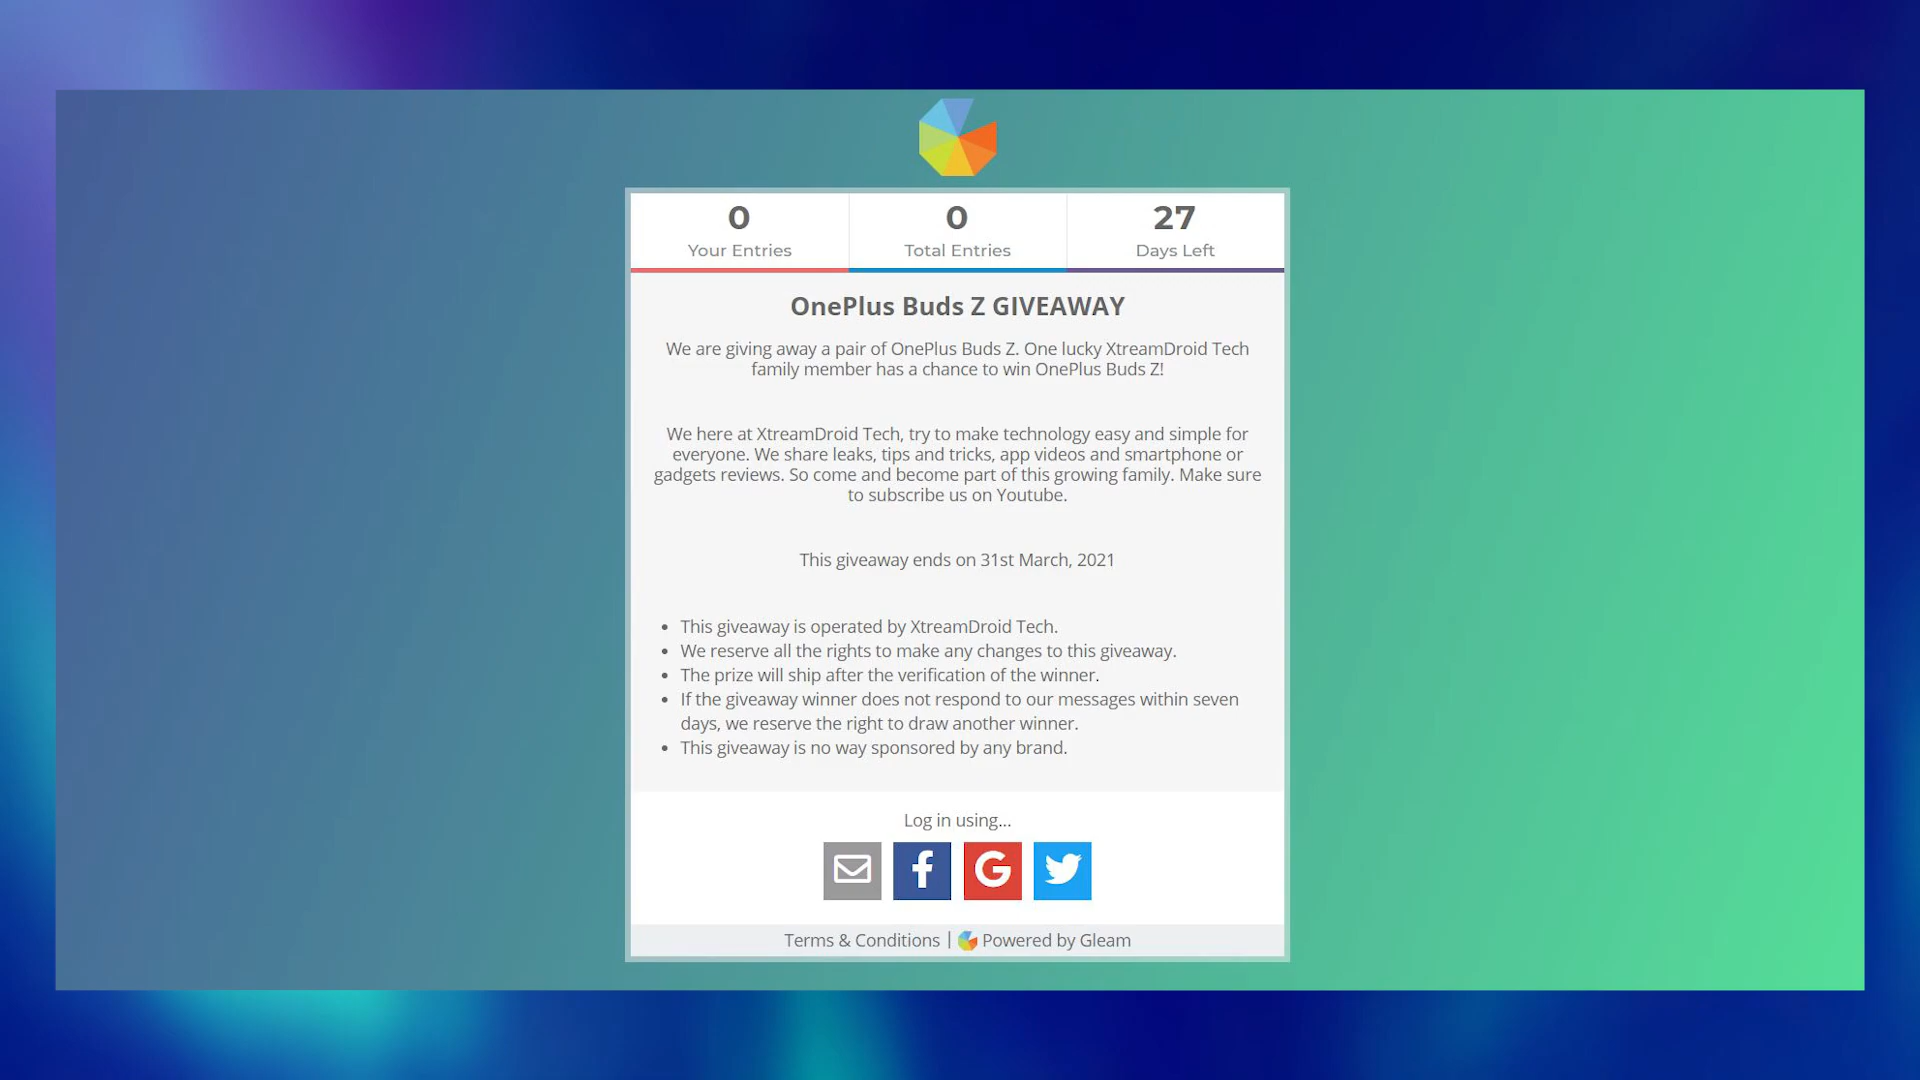 0
Your Entries
0
Total Entries
27
Days Left
OnePlus Buds Z GIVEAWAY
We are giving away a pair of OnePlus Buds Z. One lucky XtreamDroid Tech
family member has a chance to win OnePlus Buds Z!
We here at XtreamDroid Tech, try to make technology easy and simple for
everyone. We share leaks, tips and tricks, app videos and smartphone or
gadgets reviews. So come and become part of this growing family. Make sure
to subscribe us on Youtube.
This giveaway ends on 31st March, 2021
• This giveaway is operated by XtreamDroid Tech.
• We reserve all the rights to make any changes to this giveaway.
• The prize will ship after the verification of the winner.
• If the giveaway winner does not respond to our messages within seven
days, we reserve the right to draw another winner.
• This giveaway is no way sponsored by any brand.
Log in using...
Terms & Conditions | Powered by Gleam